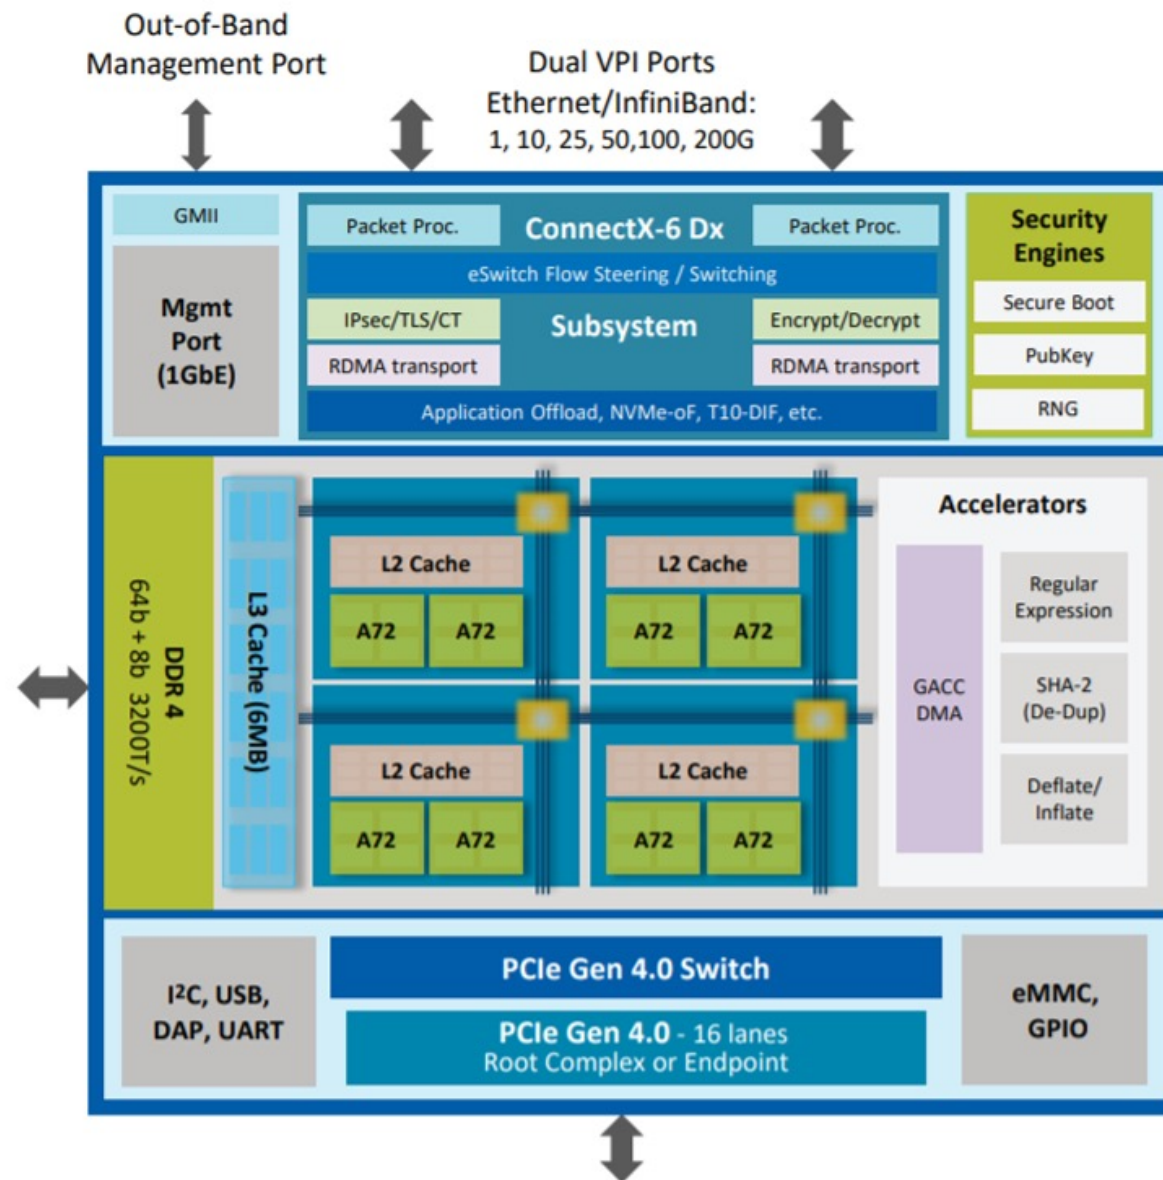 Out-of-Band
Management Port
Dual VPI Ports
Ethernet/InfiniBand:
1, 10, 25, 50,100, 200G
GMII
Mgmt
Port
(1GbE)
Packet Proc.
ConnectX-6 Dx
Packet Proc.
eSwitch Flow Steering / Switching
IPsec/TLS/CT
Subsystem
Encrypt/Decrypt
RDMA transport
RDMA transport
Application Offload, NVMe-oF, T10-DIF, etc.
Security
Engines
Secure Boot
PubKey
RNG
DDR 4
64b + 8b 3200T/s
L3 Cache (6MB)
L2 Cache
A72
A72
L2 Cache
A72
A72
L2 Cache
A72
A72
L2 Cache
A72
A72
Accelerators
GACC
DMA
Regular
Expression
SHA-2
(De-Dup)
Deflate/
Inflate
I²C, USB,
DAP, UART
PCIe Gen 4.0 Switch
PCIe Gen 4.0 - 16 lanes
Root Complex or Endpoint
eMMC,
GPIO